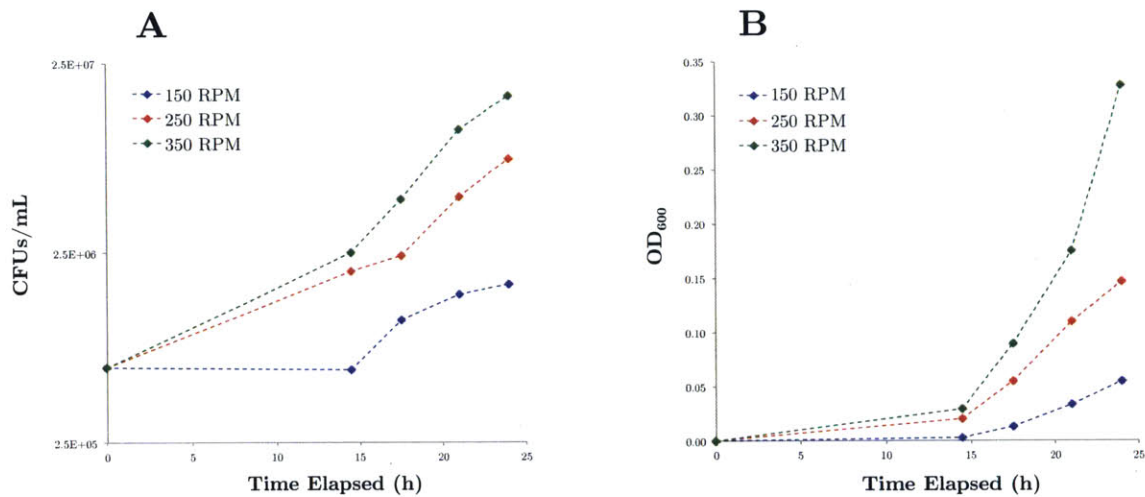 A
2.5E+07
150 RPM
250 RPM
350 RPM
CFUs/mL
2.5E+06
2.5E+05
0 5 10 15 20 25
Time Elapsed (h)
B
0.35
150 RPM
250 RPM
350 RPM
0.30
0.25
0.20
OD600
0.15
0.10
0.05
0.00
0 5 10 15 20 25
Time Elapsed (h)